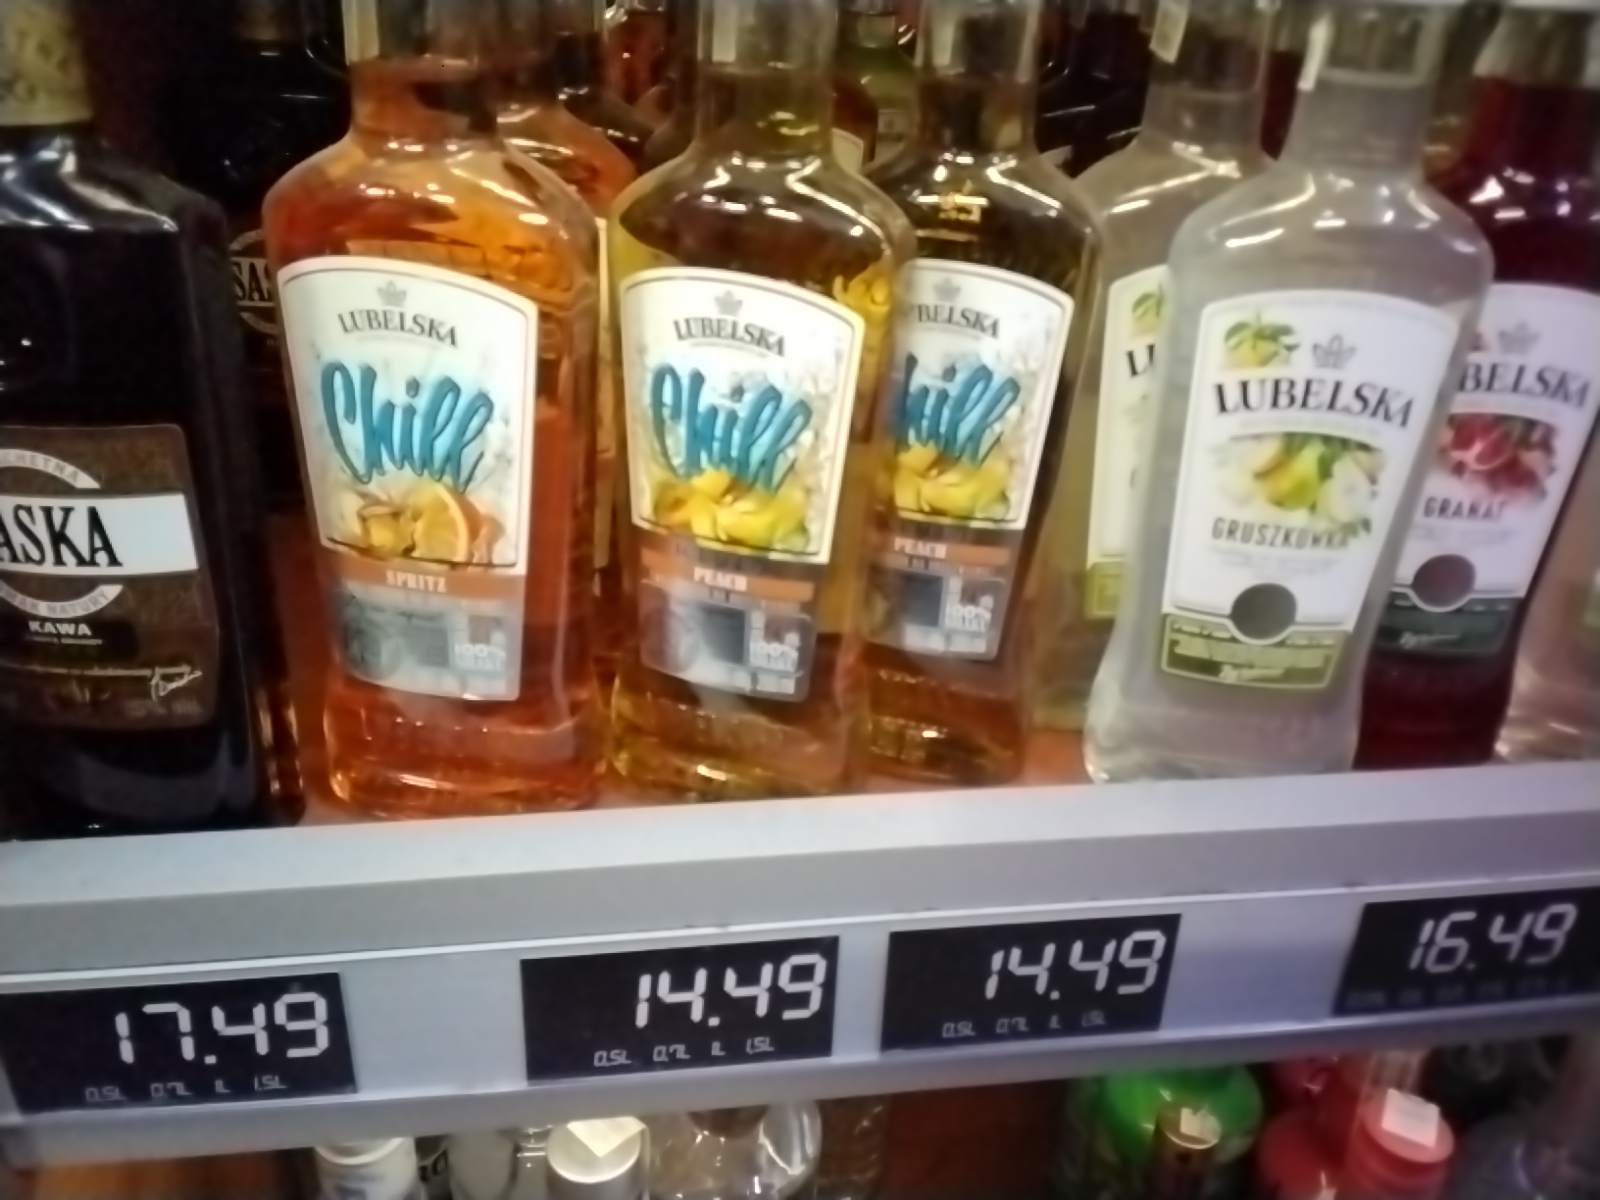 SASKA
KAWA
LUBELSKA
Chill
SPRITZ
100%
LUBELSKA
Chill
PEACH
100%
LUBELSKA
Chill
PEACH
100%
LUBELSKA
GRUSZKÓWKA
LUBELSKA
GRANAT
17.49
0,5L 0,7L 1L 1,5L
14.49
0,5L 0,7L 1L 1,5L
14.49
0,5L 0,7L 1L 1,5L
16.49